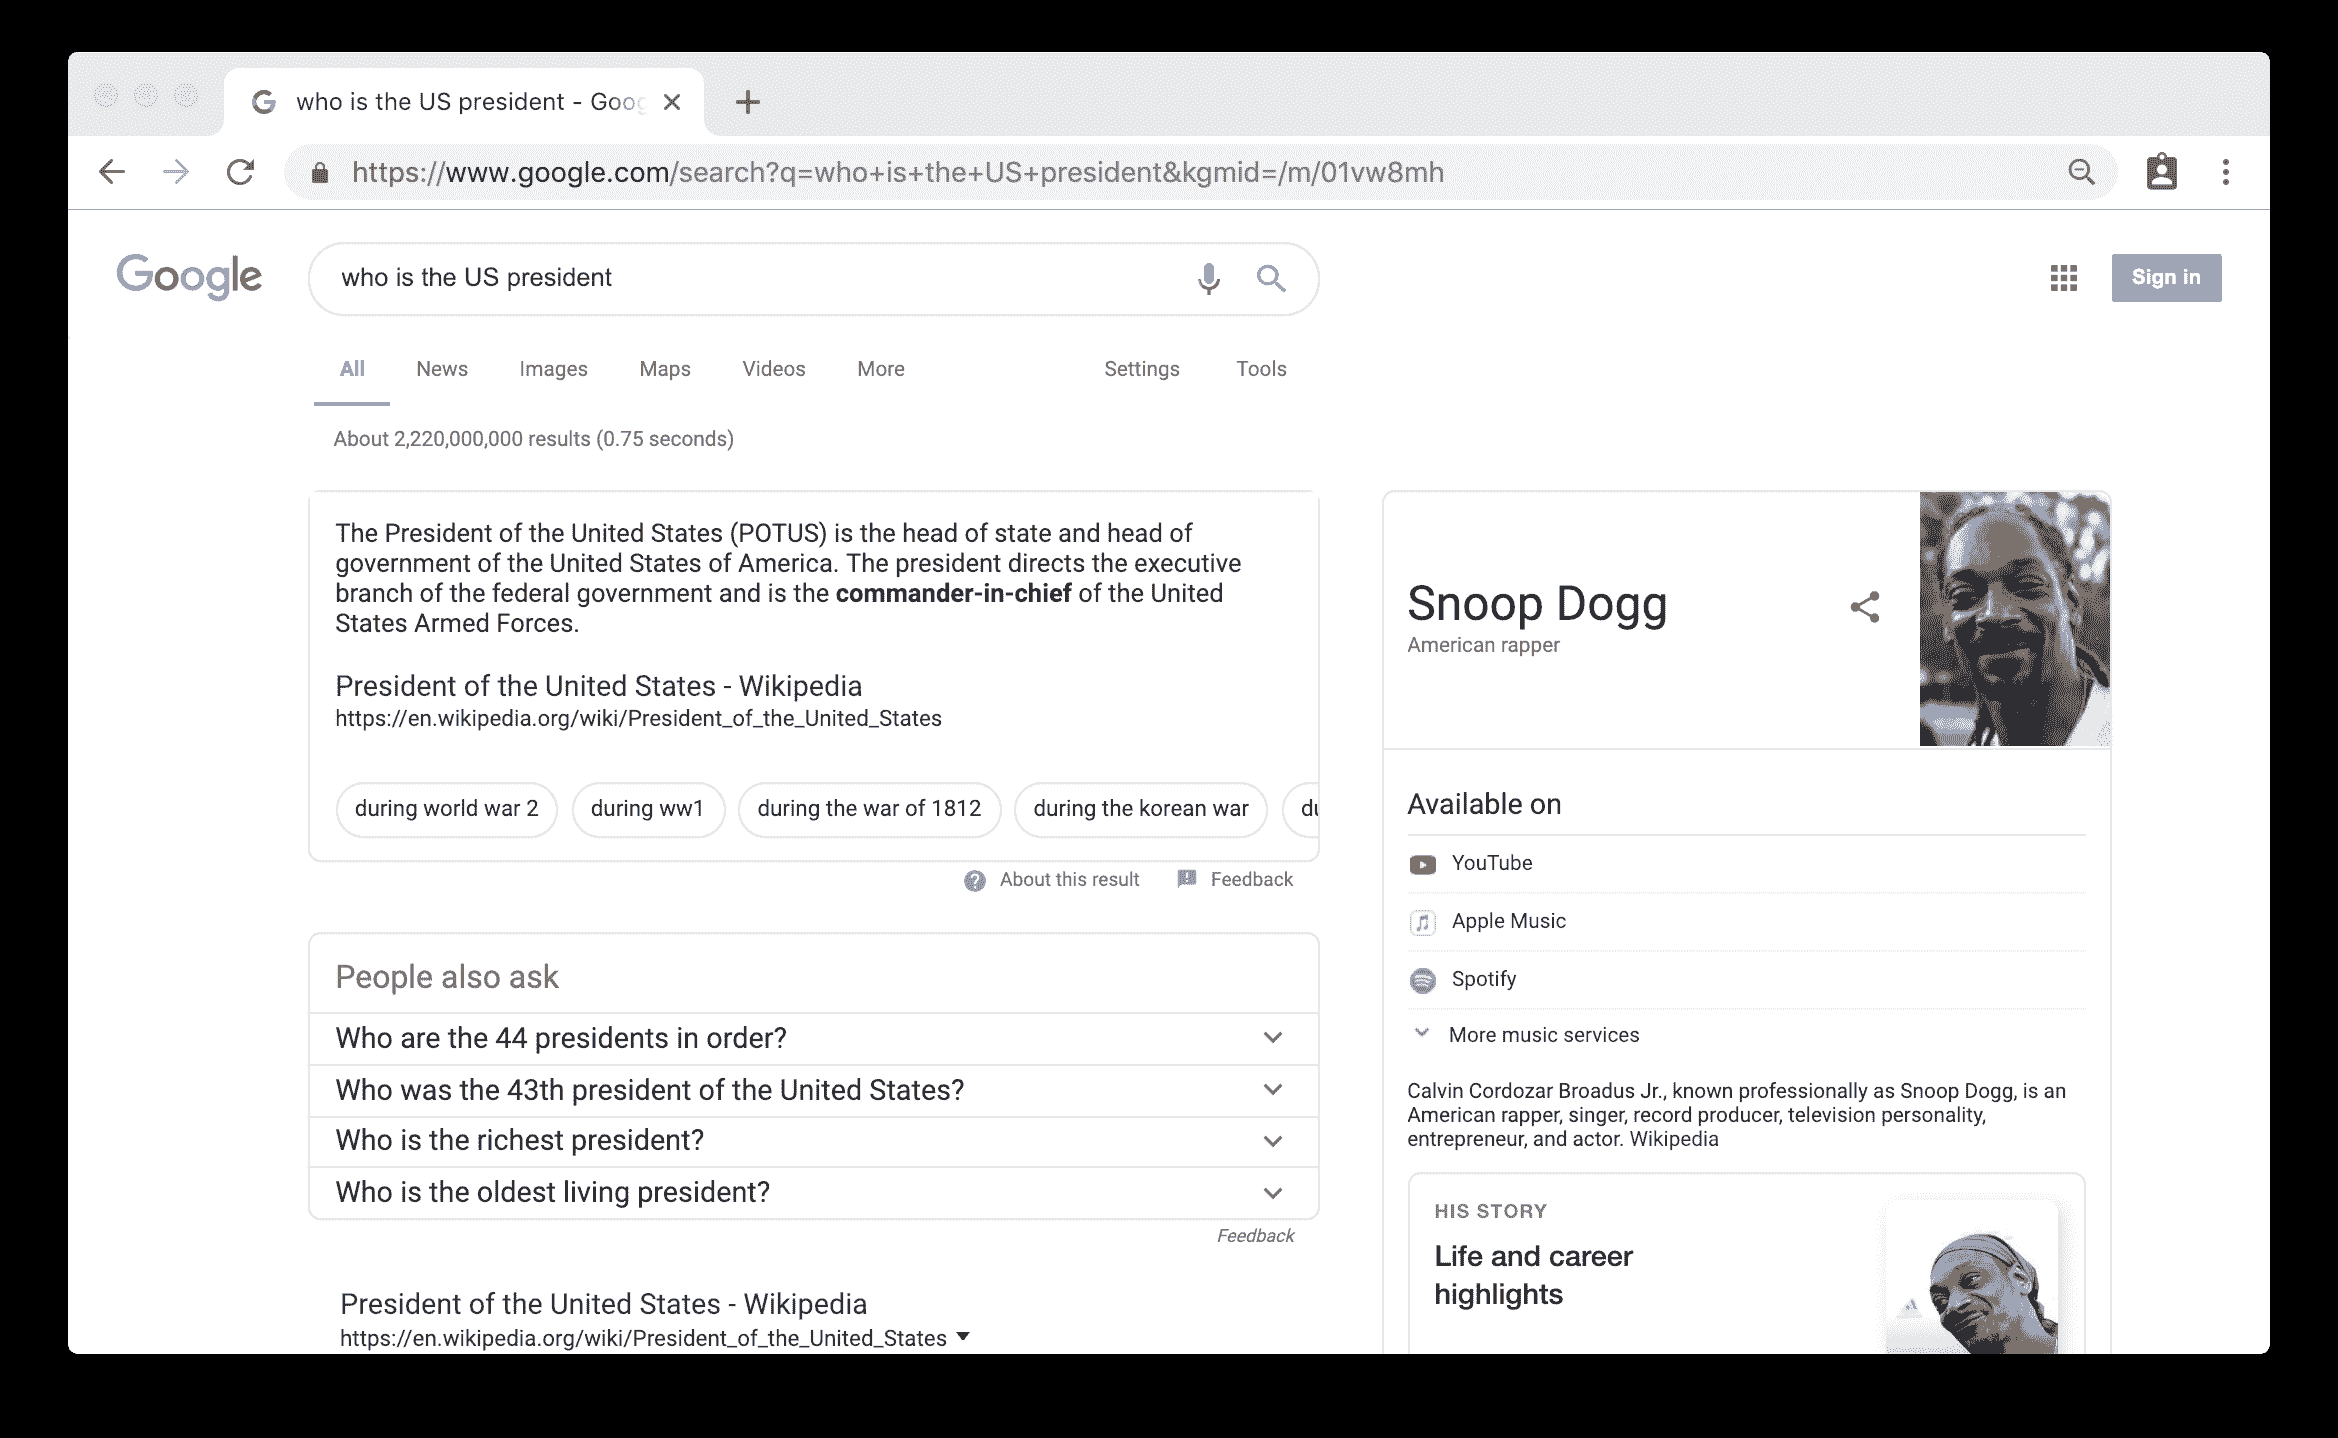 who is the US president - Goog
https://www.google.com/search?q=who+is+the+US+president&kgmid=/m/01vw8mh
Google
who is the US president
Sign in
All News Images Maps Videos More Settings Tools
About 2,220,000,000 results (0.75 seconds)
The President of the United States (POTUS) is the head of state and head of
government of the United States of America. The president directs the executive
branch of the federal government and is the commander-in-chief of the United
States Armed Forces.
President of the United States - Wikipedia
https://en.wikipedia.org/wiki/President_of_the_United_States
during world war 2 during ww1 during the war of 1812 during the korean war du
About this result Feedback
People also ask
Who are the 44 presidents in order?
Who was the 43th president of the United States?
Who is the richest president?
Who is the oldest living president?
Feedback
President of the United States - Wikipedia
https://en.wikipedia.org/wiki/President_of_the_United_States
Snoop Dogg
American rapper
Available on
YouTube
Apple Music
Spotify
More music services
Calvin Cordozar Broadus Jr., known professionally as Snoop Dogg, is an
American rapper, singer, record producer, television personality,
entrepreneur, and actor. Wikipedia
HIS STORY
Life and career
highlights